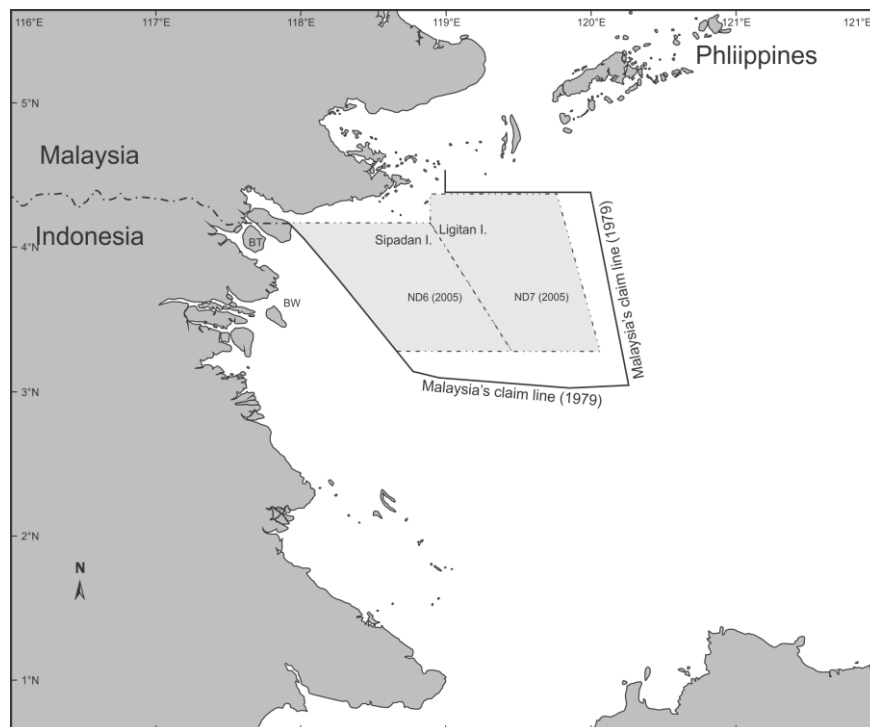 116°E 117°E 118°E 119°E 120°E 121°E 121°E
Phliippines
5°N
Malaysia
Indonesia
4°N
BT
Sipadan I.
Ligitan I.
BW
ND6 (2005)
ND7 (2005)
Malaysia's claim line (1979)
3°N
Malaysia's claim line (1979)
2°N
N
1°N